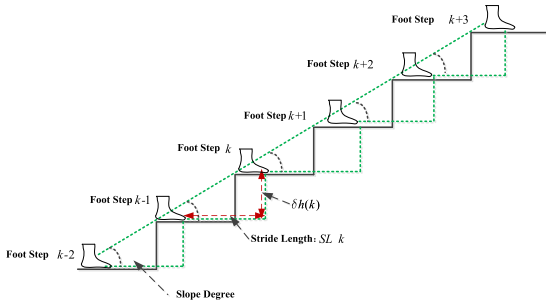 Foot Step k+3
Foot Step k+2
Foot Step k+1
Foot Step k
δh(k)
Foot Step k-1
Stride Length: SL k
Foot Step k-2
Slope Degree